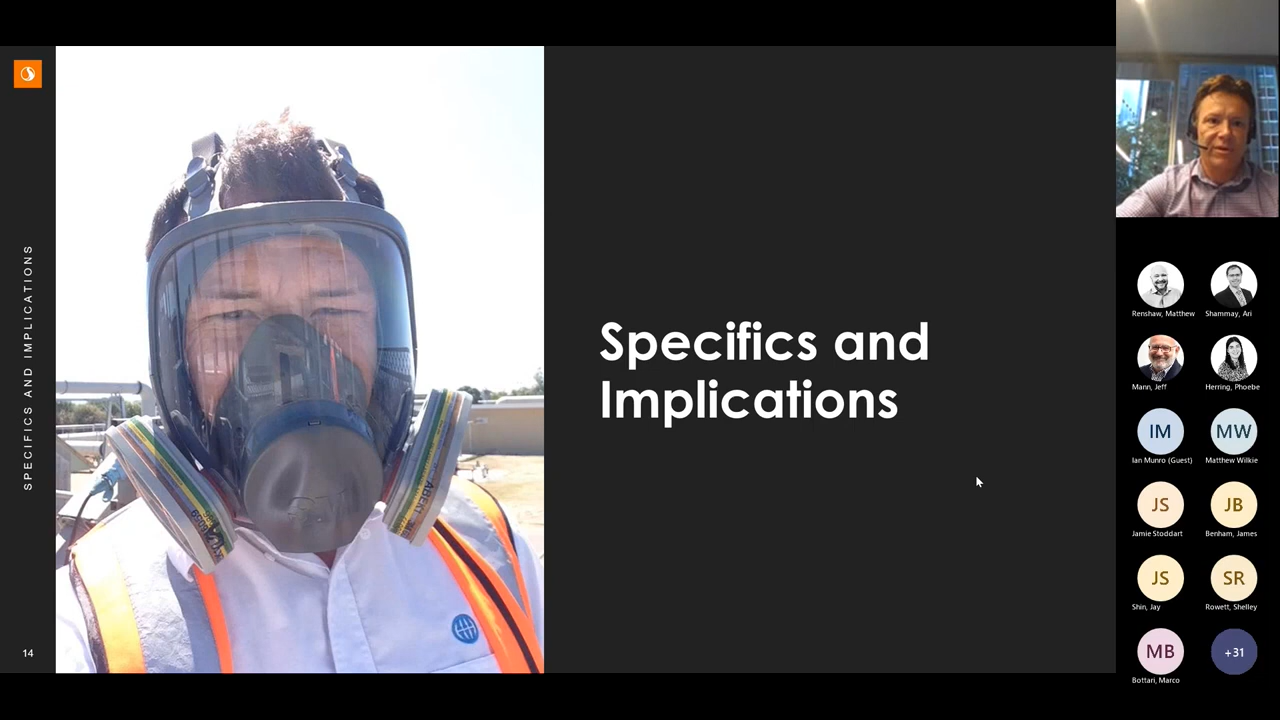 SPECIFICS AND IMPLICATIONS
14
Specifics and
Implications
3M
Renshaw, Matthew
Shammay, Ari
Mann, Jeff
Herring, Phoebe
IM
MW
Ian Munro (Guest)
Matthew Wilkie
JS
JB
Jamie Stoddart
Benham, James
JS
SR
Shin, Jay
Rowett, Shelley
MB
+31
Bottari, Marco